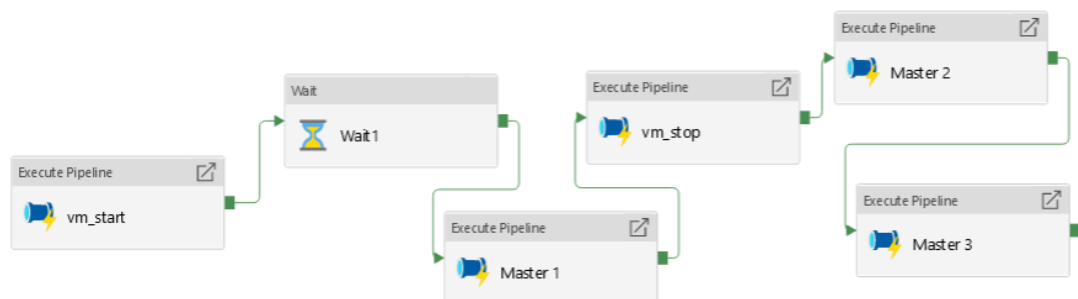 Execute Pipeline
vm_start
Wait
Wait1
Execute Pipeline
Master 1
Execute Pipeline
vm_stop
Execute Pipeline
Master 2
Execute Pipeline
Master 3